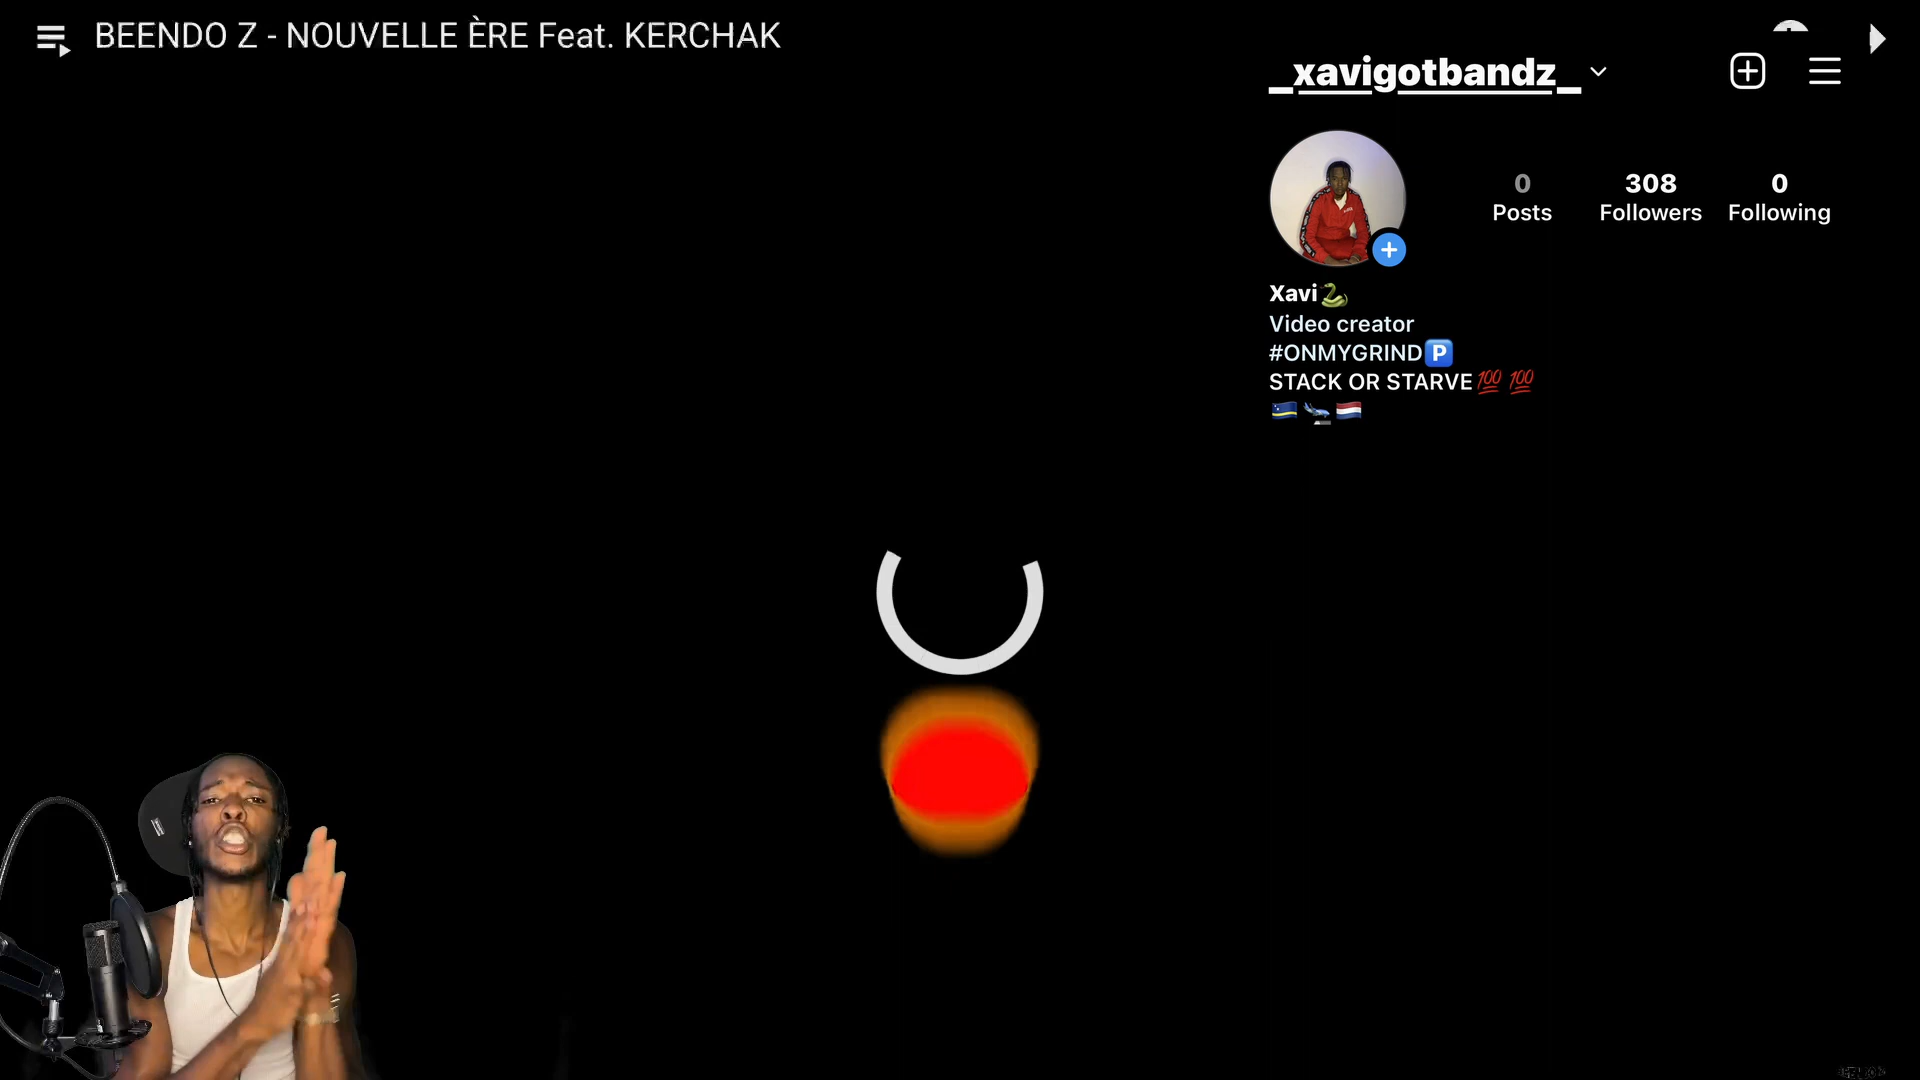 BEENDO Z - NOUVELLE ÈRE Feat. KERCHAK
_xavigotbandz_
0 308 0
Posts Followers Following
Xavi🐍
Video creator
#ONMYGRIND🅿️
STACK OR STARVE💯💯
🇨🇼🛫🇳🇱